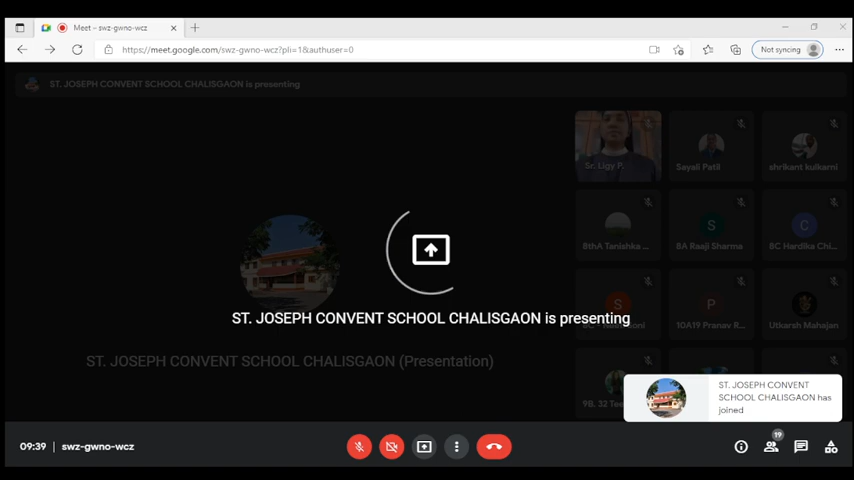 Meet – swz-gwno-wcz
https://meet.google.com/swz-gwno-wcz?pli=1&authuser=0
Not syncing
ST. JOSEPH CONVENT SCHOOL CHALISGAON is presenting
Sr. Ligy P.
Sayali Patil
shrikant kulkarni
8thA Tanishka ...
S
8A Raaji Sharma
C
8C Hardika Chi...
ST. JOSEPH CONVENT SCHOOL CHALISGAON is presenting
S
8C -
P
10A19 Pranav R...
Utkarsh Mahajan
ST. JOSEPH CONVENT SCHOOL CHALISGAON (Presentation)
9B. 32
ST. JOSEPH CONVENT
SCHOOL CHALISGAON has
joined
09:39 | swz-gwno-wcz
19